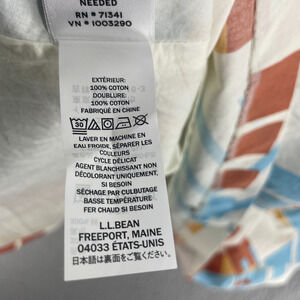 NEEDED
RN # 71341
VN # 1003290
EXTÉRIEUR:
100% COTON
DOUBLURE:
100% COTON
FABRIQUÉ EN CHINE
30
LAVER EN MACHINE EN
EAU FROIDE, SÉPARER LES
COULEURS
CYCLE DÉLICAT
AGENT BLANCHISSANT NON
DÉCOLORANT UNIQUEMENT,
SI BESOIN
SÉCHAGE PAR CULBUTAGE
BASSE TEMPÉRATURE
FER CHAUD SI BESOIN
L.L.BEAN
FREEPORT, MAINE
04033 ÉTATS-UNIS
日本語は裏面をご覧ください。